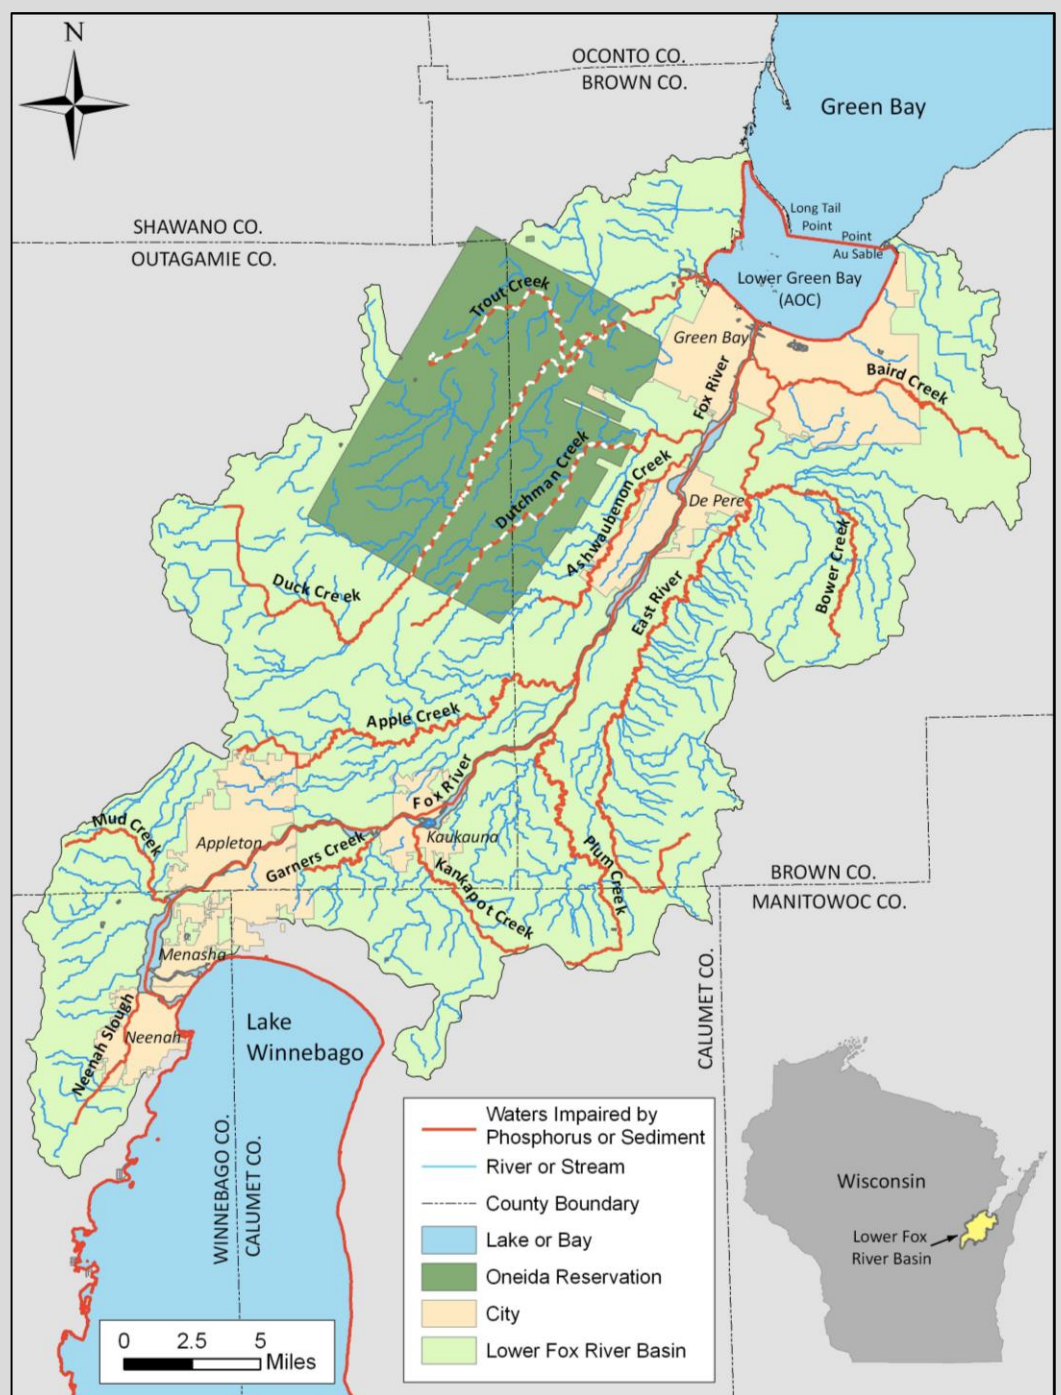 N
OCONTO CO.
BROWN CO.
Green Bay
SHAWANO CO.
OUTAGAMIE CO.
Long Tail
Point
Point
Au Sable
Lower Green Bay
(AOC)
Trout Creek
Green Bay
Fox River
Baird Creek
Dutchman Creek
Ashwaubenon Creek
De Pere
Duck Creek
East River
Bower Creek
Apple Creek
Fox River
Mud Creek
Appleton
Garners Creek
Kaukauna
Kankapot Creek
Plum Creek
BROWN CO.
MANITOWOC CO.
Menasha
Neenah Slough
Neenah
Lake
Winnebago
CALUMET CO.
WINNEBAGO CO.
CALUMET CO.
Waters Impaired by
Phosphorus or Sediment
River or Stream
County Boundary
Lake or Bay
Oneida Reservation
City
Lower Fox River Basin
Wisconsin
Lower Fox
River Basin
0 2.5 5
Miles